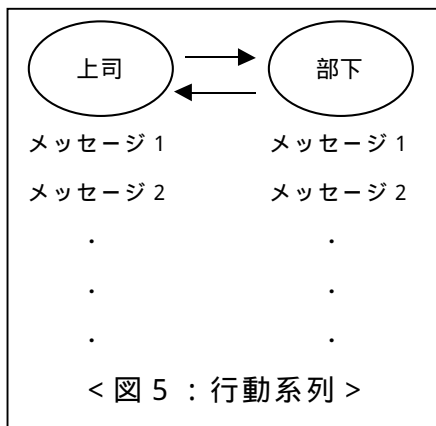 上司 部下
メッセージ1 メッセージ1
メッセージ2 メッセージ2
・ ・
・ ・
・ ・
<図5:行動系列>